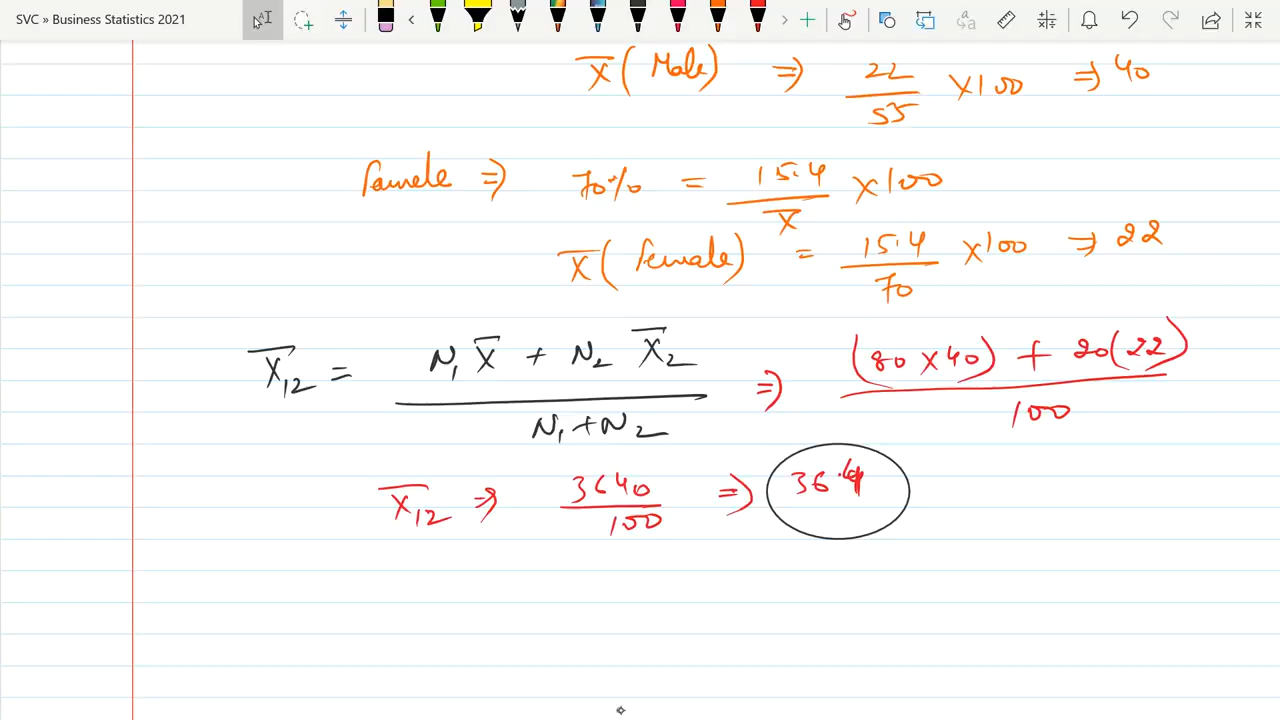 SVC » Business Statistics 2021
X̅ (Male) ⇒ 22/55 X100 ⇒ 40
Female ⇒ 70% = 15.4/X̅ X100
X̅ (Female) = 15.4/70 X100 ⇒ 22
X̅12 = N1 X̅ + N2 X̅2 / N1+N2 ⇒ (80 X 40) + 20(22) / 100
X̅12 ⇒ 3640/100 ⇒ 36.4